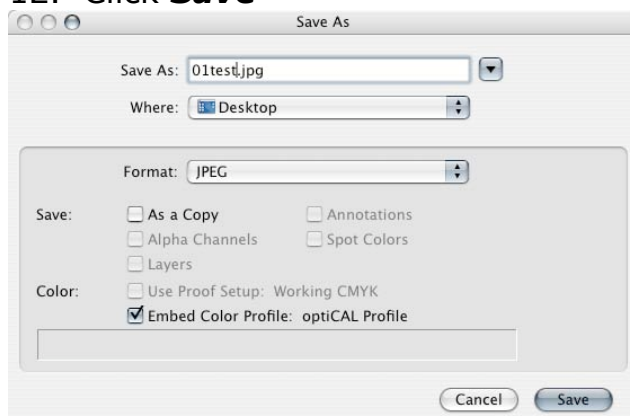 12. Click Save
Save As
Save As: 01test.jpg
Where: Desktop
Format: JPEG
Save: As a Copy Annotations
Alpha Channels Spot Colors
Layers
Color: Use Proof Setup: Working CMYK
Embed Color Profile: optiCAL Profile
Cancel Save